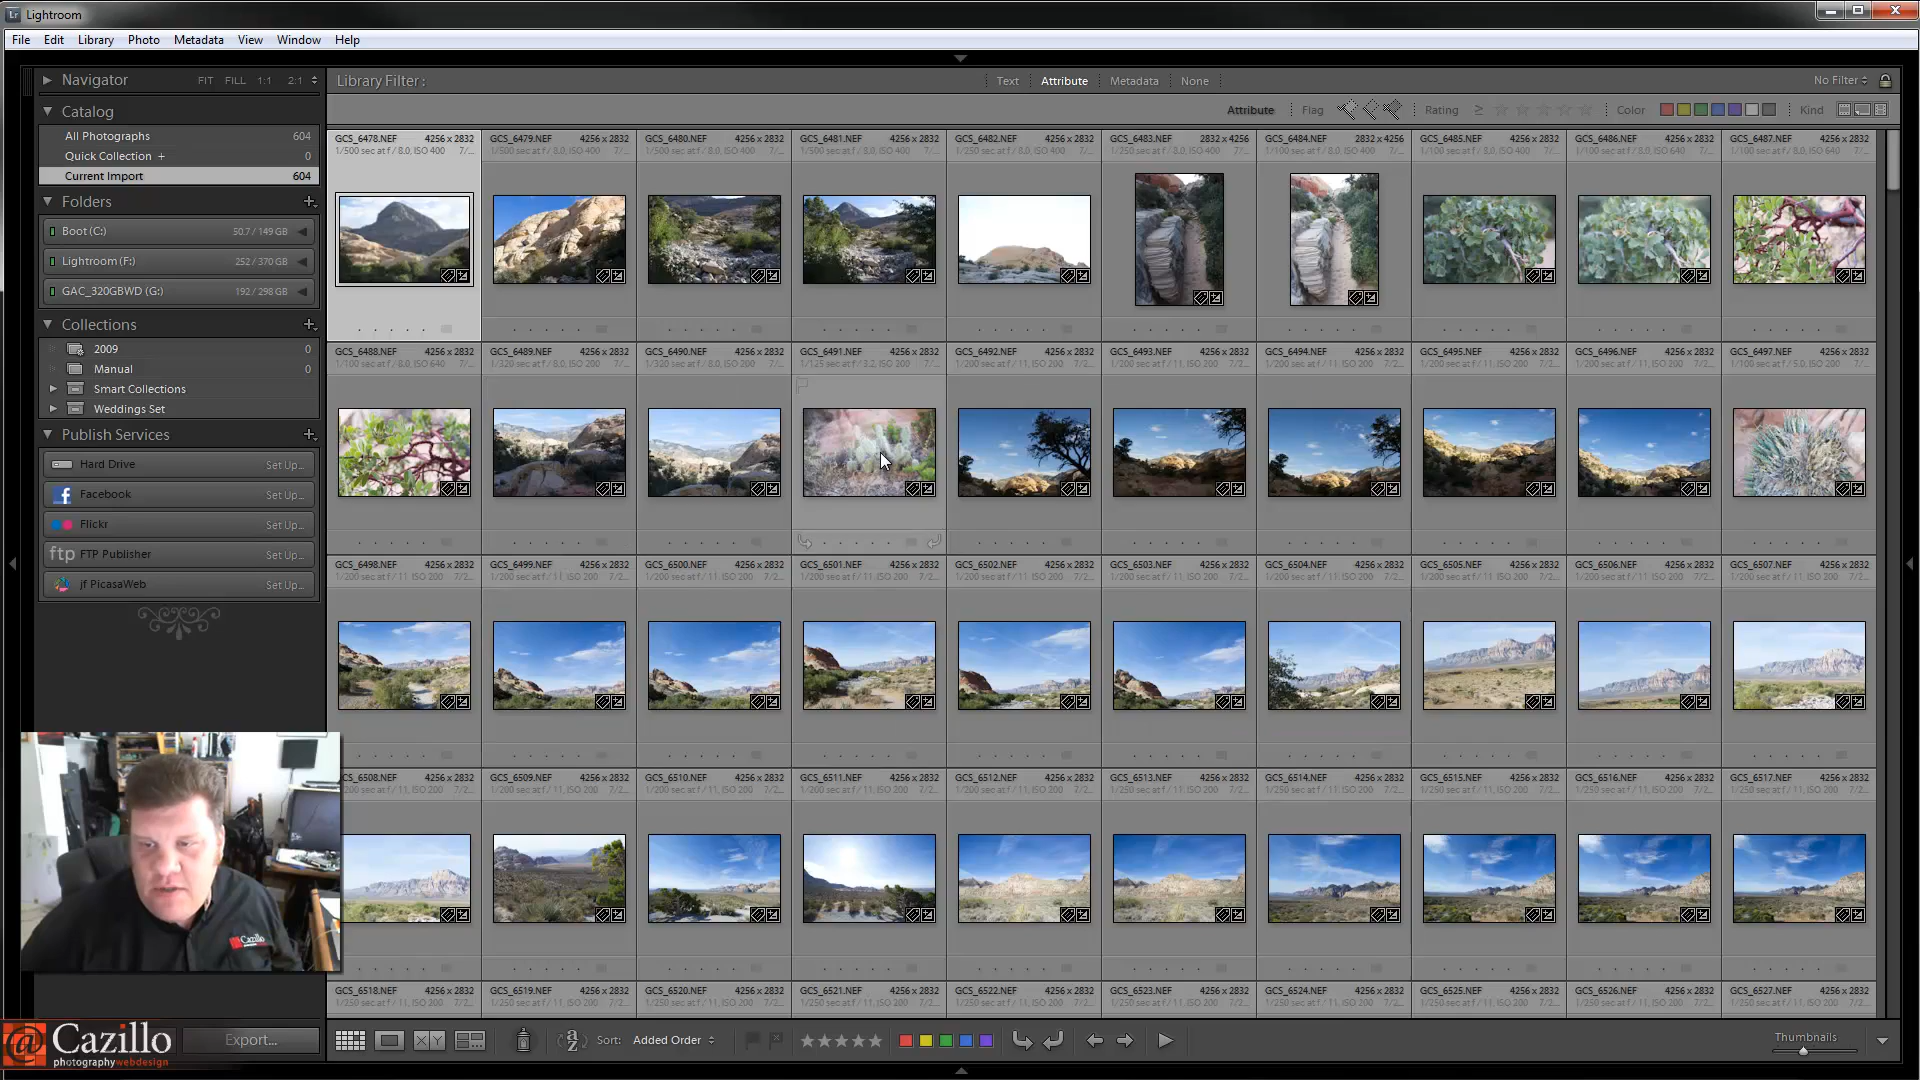 Lr Lightroom
File Edit Library Photo Metadata View Window Help
Navigator FIT FILL 1:1 2:1
Library Filter : Text Attribute Metadata None No Filter
Attribute Flag Rating ≥ Color Kind
Catalog
All Photographs 604
Quick Collection + 0
Current Import 604
Folders
Boot (C:) 50.7 / 149 GB
Lightroom (F:) 252 / 370 GB
GAC_320GBWD (G:) 192 / 298 GB
Collections
2009 0
Manual 0
Smart Collections
Weddings Set
Publish Services
Hard Drive Set Up...
Facebook Set Up...
Flickr Set Up...
ftp FTP Publisher Set Up...
jf PicasaWeb Set Up...
GCS_6478.NEF 4256 x 2832 GCS_6479.NEF 4256 x 2832 GCS_6480.NEF 4256 x 2832 GCS_6481.NEF 4256 x 2832 GCS_6482.NEF 4256 x 2832 GCS_6483.NEF 2832 x 4256 GCS_6484.NEF 2832 x 4256 GCS_6485.NEF 4256 x 2832 GCS_6486.NEF 4256 x 2832 GCS_6487.NEF 4256 x 2832
GCS_6488.NEF 4256 x 2832 GCS_6489.NEF 4256 x 2832 GCS_6490.NEF 4256 x 2832 GCS_6491.NEF 4256 x 2832 GCS_6492.NEF 4256 x 2832 GCS_6493.NEF 4256 x 2832 GCS_6494.NEF 4256 x 2832 GCS_6495.NEF 4256 x 2832 GCS_6496.NEF 4256 x 2832 GCS_6497.NEF 4256 x 2832
GCS_6498.NEF 4256 x 2832 GCS_6499.NEF 4256 x 2832 GCS_6500.NEF 4256 x 2832 GCS_6501.NEF 4256 x 2832 GCS_6502.NEF 4256 x 2832 GCS_6503.NEF 4256 x 2832 GCS_6504.NEF 4256 x 2832 GCS_6505.NEF 4256 x 2832 GCS_6506.NEF 4256 x 2832 GCS_6507.NEF 4256 x 2832
CS_6508.NEF 4256 x 2832 GCS_6509.NEF 4256 x 2832 GCS_6510.NEF 4256 x 2832 GCS_6511.NEF 4256 x 2832 GCS_6512.NEF 4256 x 2832 GCS_6513.NEF 4256 x 2832 GCS_6514.NEF 4256 x 2832 GCS_6515.NEF 4256 x 2832 GCS_6516.NEF 4256 x 2832 GCS_6517.NEF 4256 x 2832
GCS_6518.NEF 4256 x 2832 GCS_6519.NEF 4256 x 2832 GCS_6520.NEF 4256 x 2832 GCS_6521.NEF 4256 x 2832 GCS_6522.NEF 4256 x 2832 GCS_6523.NEF 4256 x 2832 GCS_6524.NEF 4256 x 2832 GCS_6525.NEF 4256 x 2832 GCS_6526.NEF 4256 x 2832 GCS_6527.NEF 4256 x 2832
Cazillo
@ Cazillo
photographywebdesign
Export... XY Sort: Added Order Thumbnails